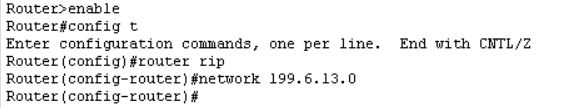 Router>enable
Router#config t
Enter configuration commands, one per line.  End with CNTL/Z
Router(config)#router rip
Router(config-router)#network 199.6.13.0
Router(config-router)#